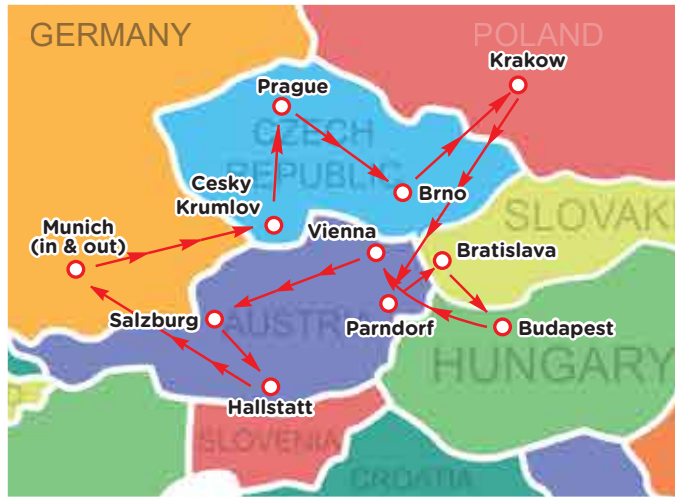 GERMANY
POLAND
Krakow
Prague
CZECH
REPUBLIC
Cesky
Krumlov
Brno
Munich
(in & out)
Vienna
SLOVAKI
Bratislava
Salzburg
AUSTRI
Parndorf
Budapest
HUNGARY
Hallstatt
SLOVENIA
CROATIA